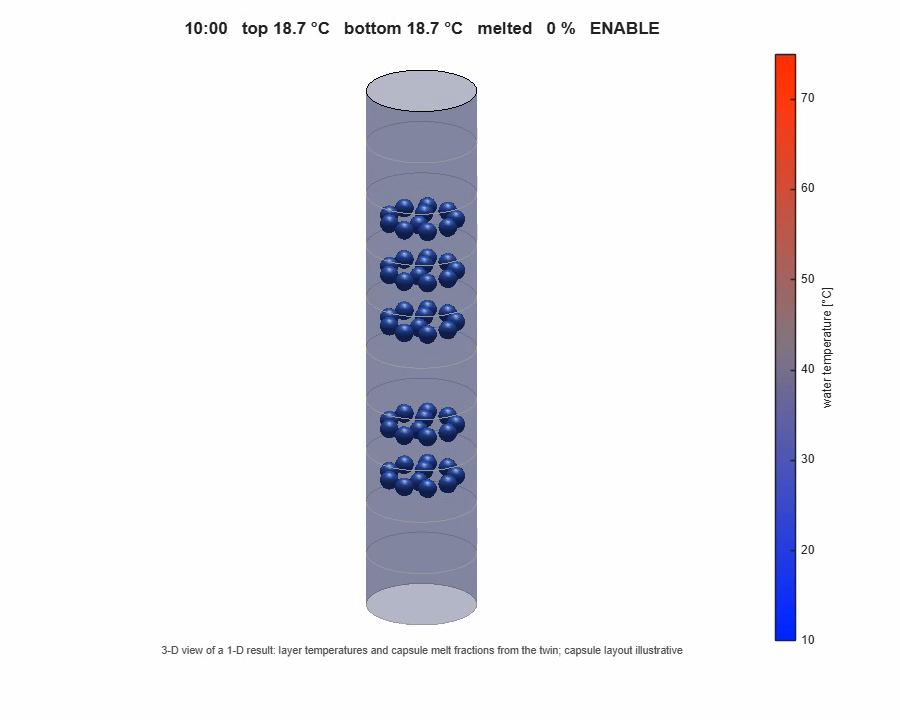 10:00 top 18.7 °C bottom 18.7 °C melted 0 % ENABLE
70
60
50
40
30
20
10
water temperature [°C]
3-D view of a 1-D result: layer temperatures and capsule melt fractions from the twin; capsule layout illustrative